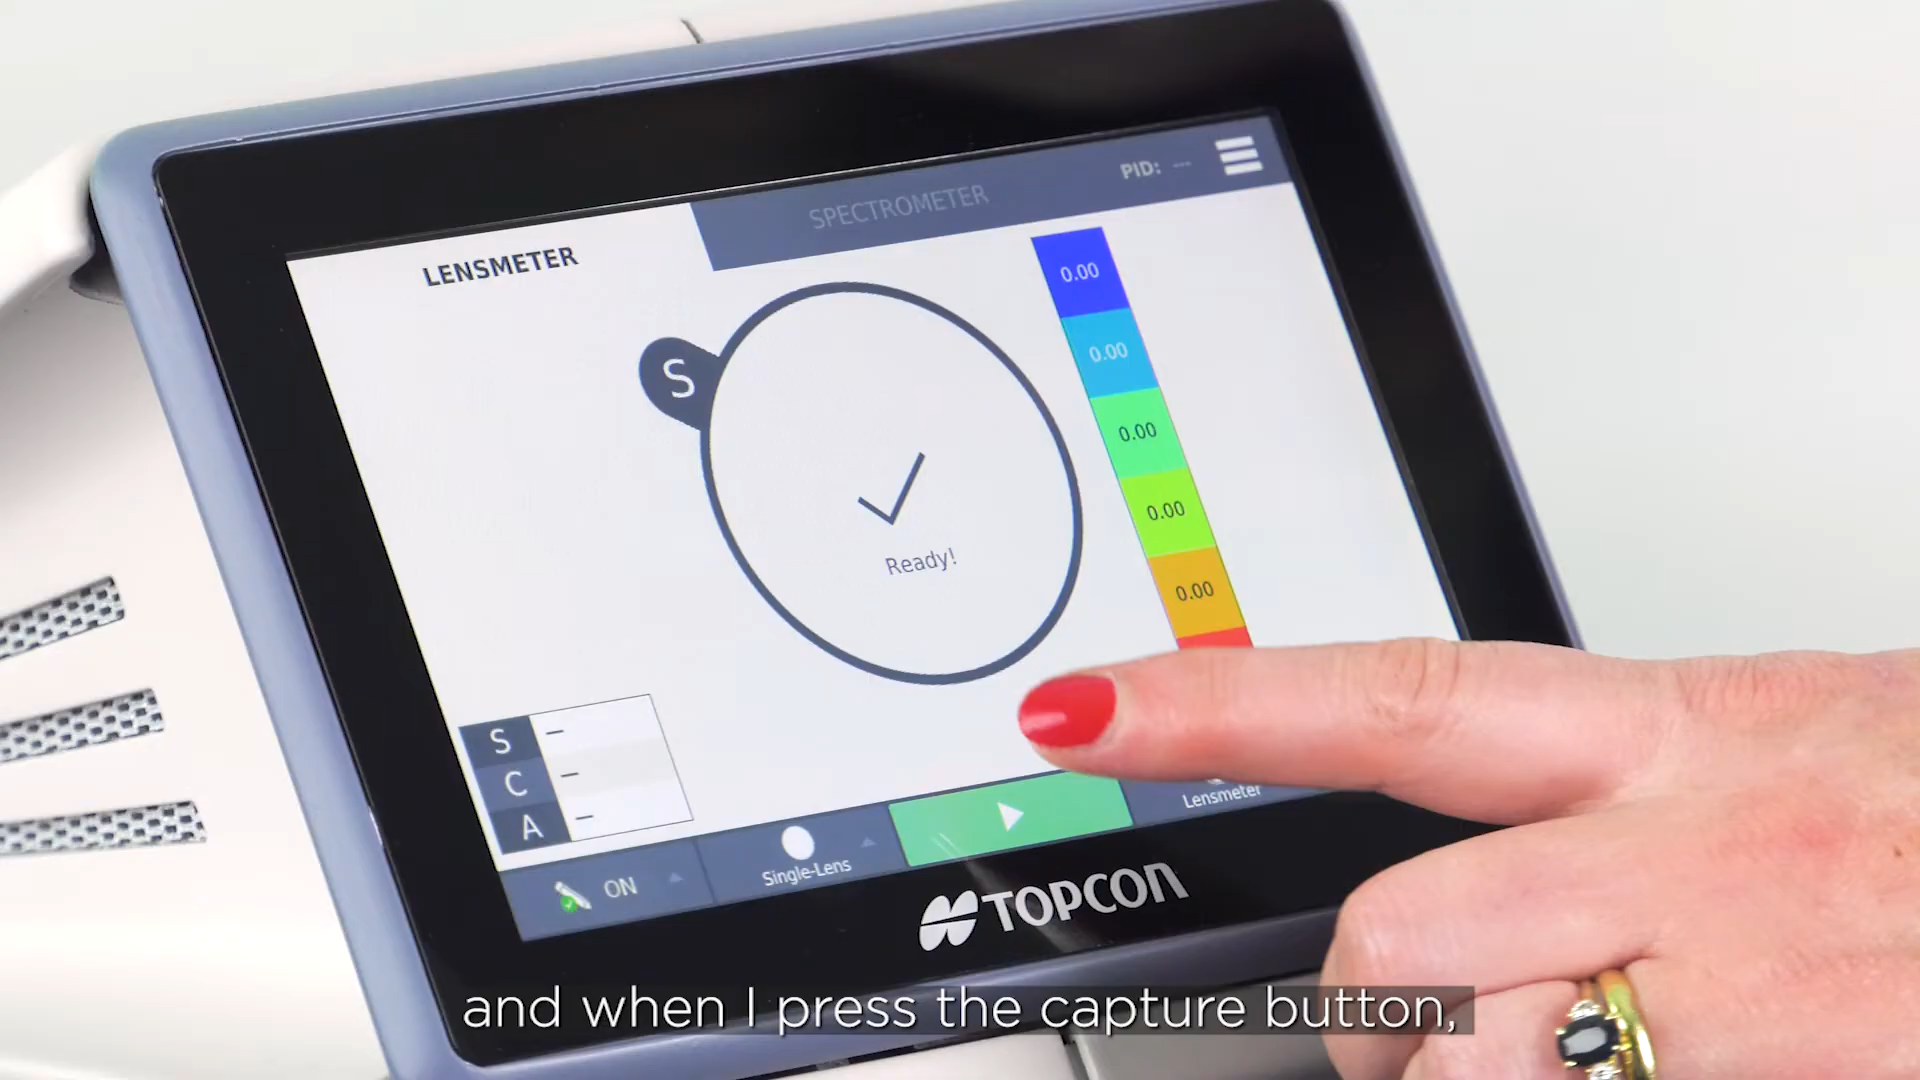 PID: ---
SPECTROMETER
LENSMETER
0.00
S
0.00
0.00
0.00
Ready!
0.00
S –
C –
A –
Lensmeter
Single-Lens
ON
TOPCON
and when I press the capture button,